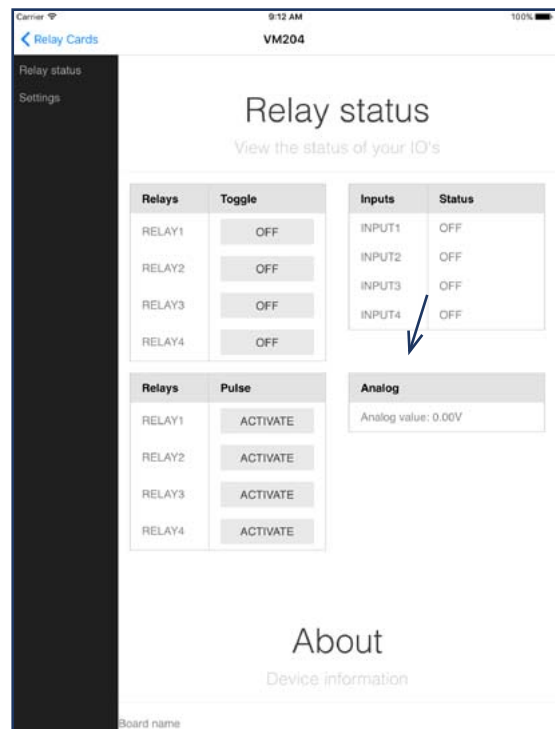 Carrier 9:12 AM 100%
Relay Cards VM204
Relay status
Settings
Relay status
View the status of your IO's
Relays Toggle
RELAY1 OFF
RELAY2 OFF
RELAY3 OFF
RELAY4 OFF
Inputs Status
INPUT1 OFF
INPUT2 OFF
INPUT3 OFF
INPUT4 OFF
Relays Pulse
RELAY1 ACTIVATE
RELAY2 ACTIVATE
RELAY3 ACTIVATE
RELAY4 ACTIVATE
Analog
Analog value: 0.00V
About
Device information
Board name